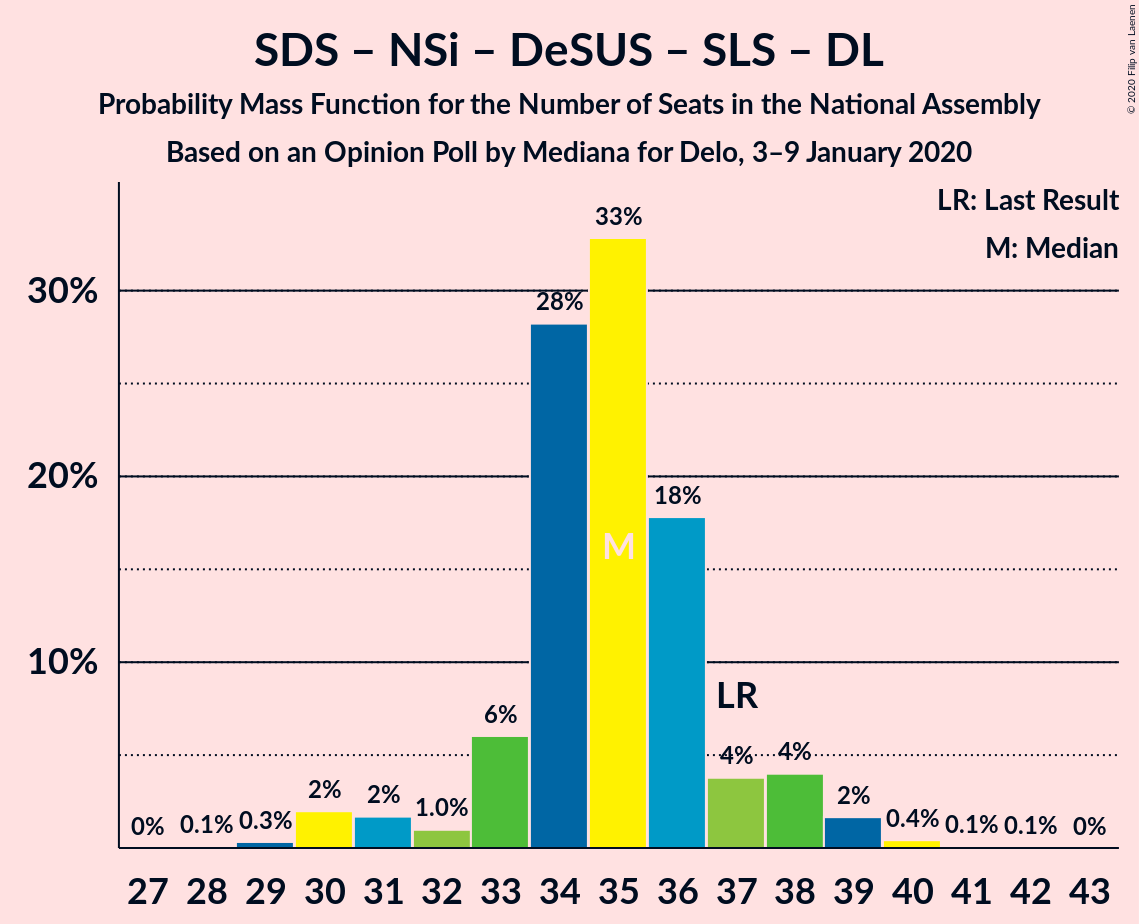 SDS – NSi – DeSUS – SLS – DL
Probability Mass Function for the Number of Seats in the National Assembly
Based on an Opinion Poll by Mediana for Delo, 3–9 January 2020
© 2020 Filip van Laenen
LR: Last Result
M: Median
30%
20%
10%
0% 0.1% 0.3% 2% 2% 1.0% 6% 28% 33% 18% 4% 4% 2% 0.4% 0.1% 0.1% 0%
M
LR
27 28 29 30 31 32 33 34 35 36 37 38 39 40 41 42 43